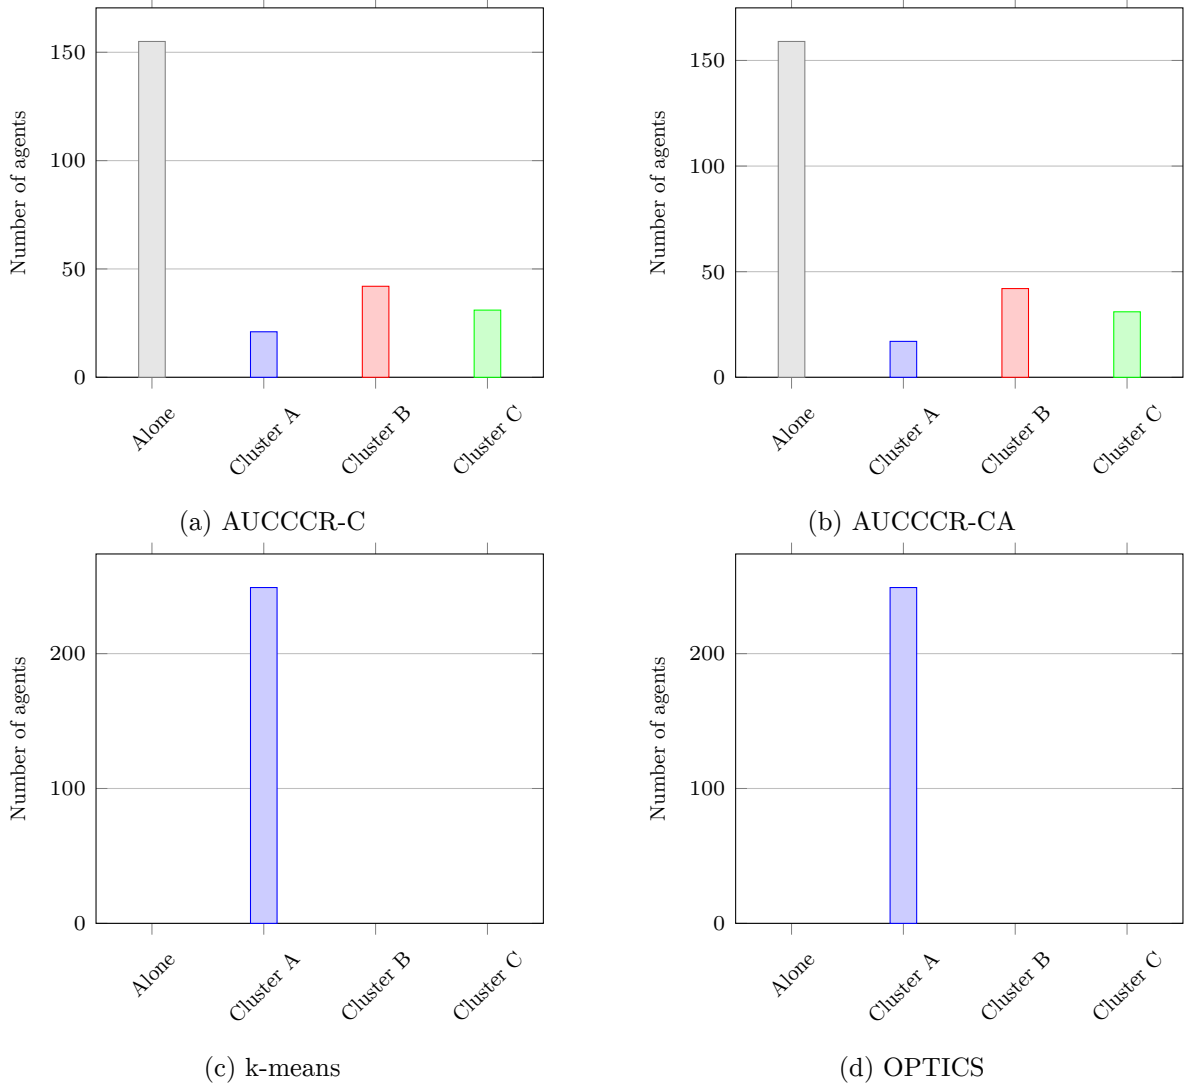 150
100
50
0
Number of agents
Alone
Cluster A
Cluster B
Cluster C
(a) AUCCCR-C
150
100
50
0
Number of agents
Alone
Cluster A
Cluster B
Cluster C
(b) AUCCCR-CA
200
100
0
Number of agents
Alone
Cluster A
Cluster B
Cluster C
(c) k-means
200
100
0
Number of agents
Alone
Cluster A
Cluster B
Cluster C
(d) OPTICS